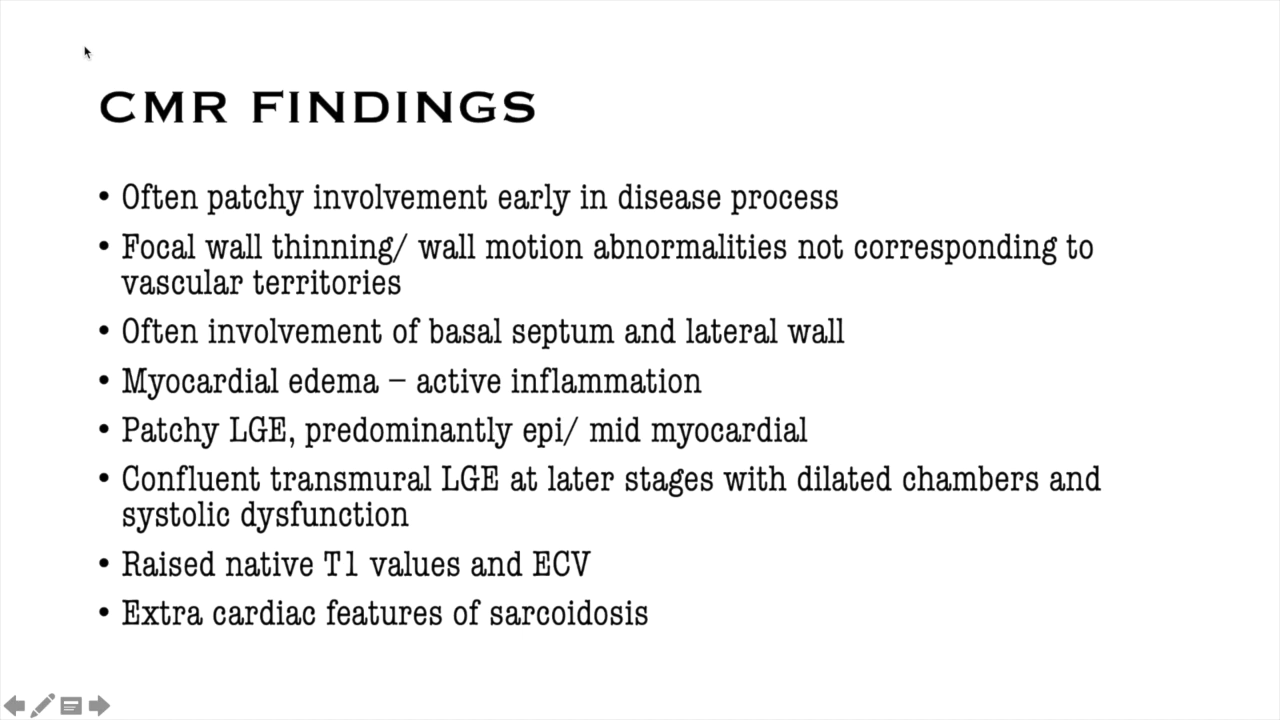 CMR FINDINGS
• Often patchy involvement early in disease process
• Focal wall thinning/ wall motion abnormalities not corresponding to
vascular territories
• Often involvement of basal septum and lateral wall
• Myocardial edema – active inflammation
• Patchy LGE, predominantly epi/ mid myocardial
• Confluent transmural LGE at later stages with dilated chambers and
systolic dysfunction
• Raised native T1 values and ECV
• Extra cardiac features of sarcoidosis